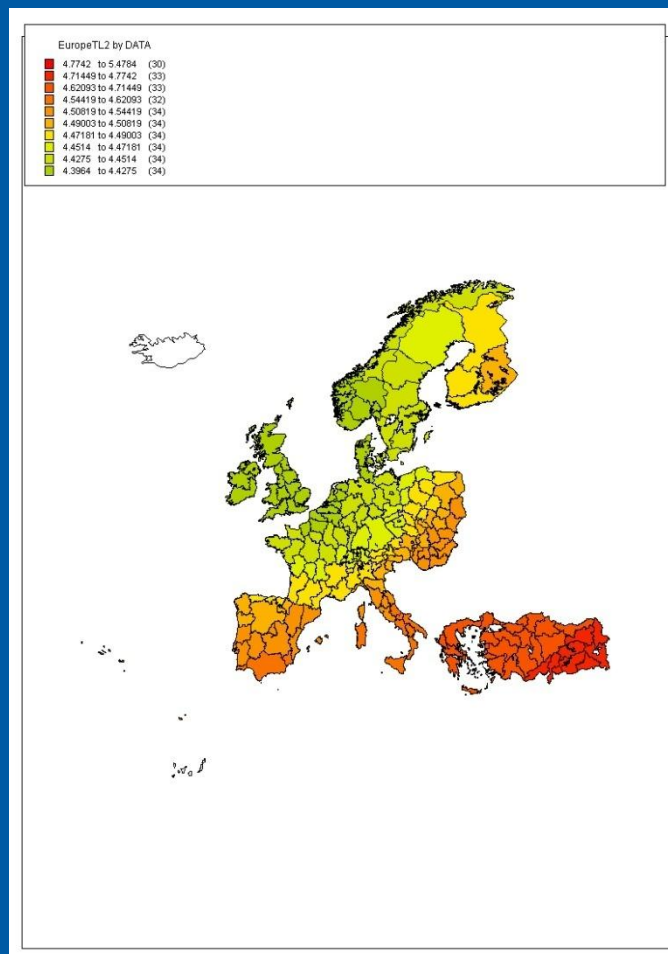 EuropeTL2 by DATA
4.7742 to 5.4784 (30)
4.71449 to 4.7742 (33)
4.62093 to 4.71449 (33)
4.54419 to 4.62093 (32)
4.50819 to 4.54419 (34)
4.49003 to 4.50819 (34)
4.47181 to 4.49003 (34)
4.4514 to 4.47181 (34)
4.4275 to 4.4514 (34)
4.3964 to 4.4275 (34)